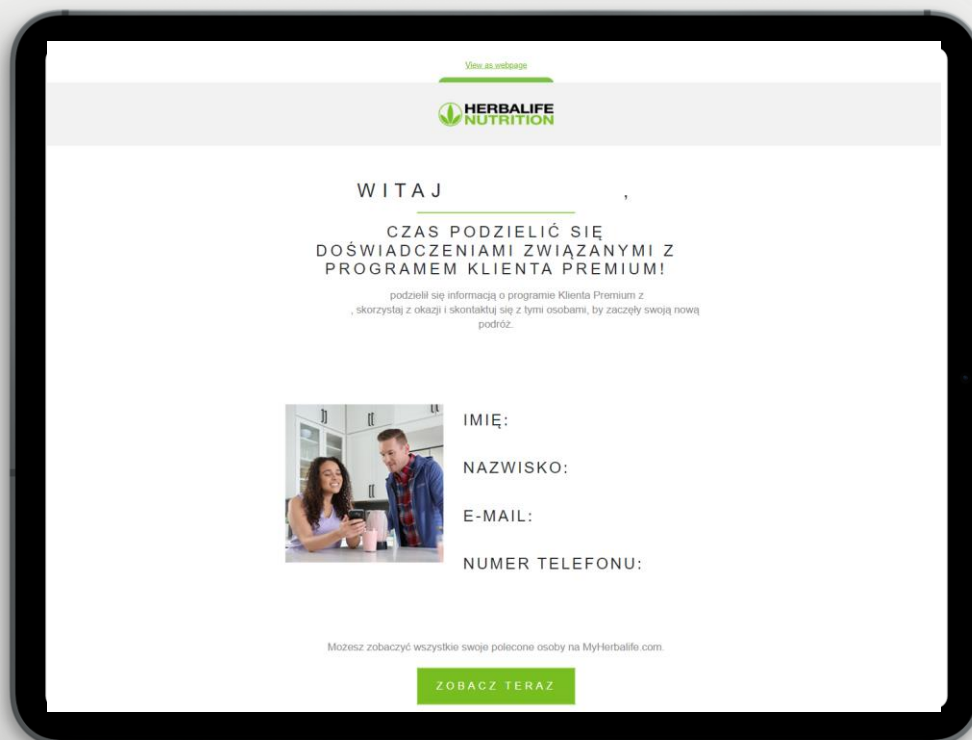 View as webpage
HERBALIFE
NUTRITION
WITAJ ,
CZAS PODZIELIĆ SIĘ
DOŚWIADCZENIAMI ZWIĄZANYMI Z
PROGRAMEM KLIENTA PREMIUM!
podzielił się informacją o programie Klienta Premium z
, skorzystaj z okazji i skontaktuj się z tymi osobami, by zaczęły swoją nową
podróż.
IMIĘ:
NAZWISKO:
E-MAIL:
NUMER TELEFONU:
Możesz zobaczyć wszystkie swoje polecone osoby na MyHerbalife.com.
ZOBACZ TERAZ